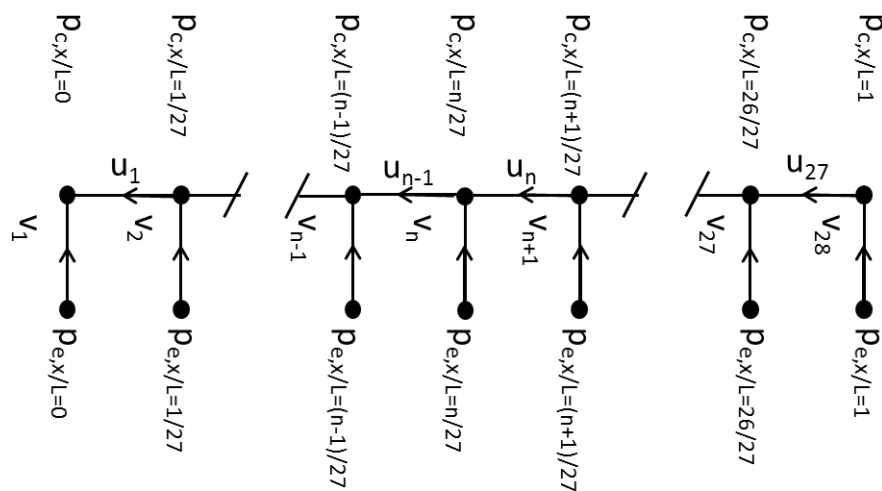 p_c,x/L=0
p_c,x/L=1/27
p_c,x/L=(n-1)/27
p_c,x/L=n/27
p_c,x/L=(n+1)/27
p_c,x/L=26/27
p_c,x/L=1
u_1
u_n-1
u_n
u_27
v_1
v_2
v_n-1
v_n
v_n+1
v_27
v_28
p_e,x/L=0
p_e,x/L=1/27
p_e,x/L=(n-1)/27
p_e,x/L=n/27
p_e,x/L=(n+1)/27
p_e,x/L=26/27
p_e,x/L=1